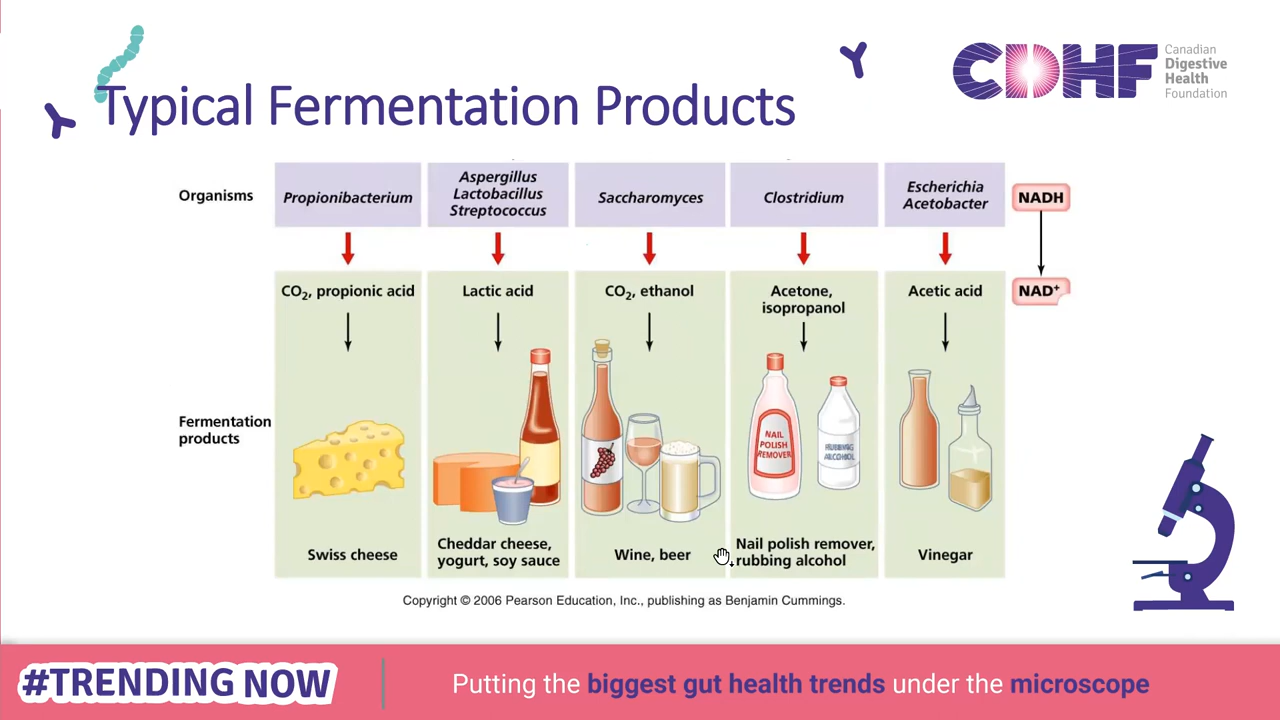 CDHF
Canadian
Digestive
Health
Foundation
Typical Fermentation Products
Organisms
Propionibacterium
Aspergillus
Lactobacillus
Streptococcus
Saccharomyces
Clostridium
Escherichia
Acetobacter
NADH
CO₂, propionic acid
Lactic acid
CO₂, ethanol
Acetone,
isopropanol
Acetic acid
NAD⁺
Fermentation
products
NAIL
POLISH
REMOVER
RUBBING
ALCOHOL
Swiss cheese
Cheddar cheese,
yogurt, soy sauce
Wine, beer
Nail polish remover,
rubbing alcohol
Vinegar
Copyright © 2006 Pearson Education, Inc., publishing as Benjamin Cummings.
#TRENDING NOW
Putting the biggest gut health trends under the microscope